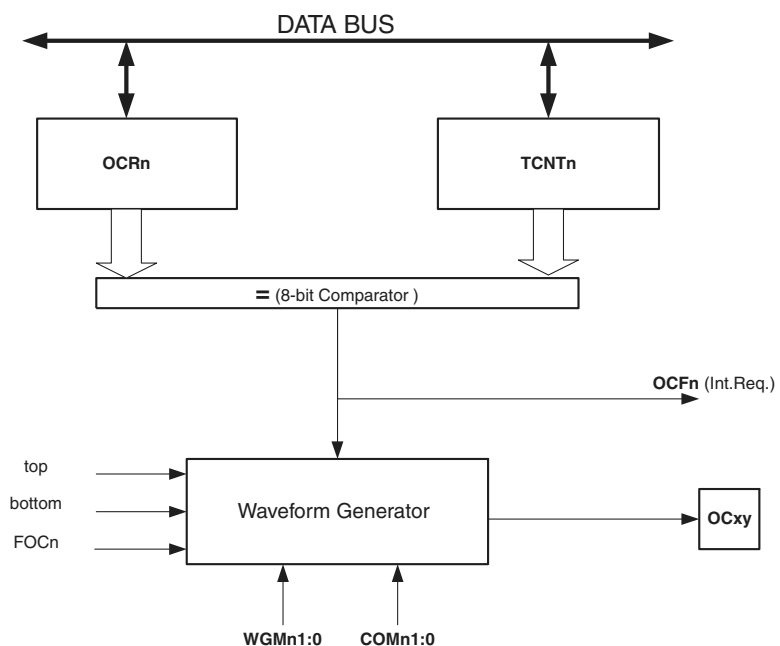 DATA BUS
OCRn
TCNTn
= (8-bit Comparator )
OCFn (Int.Req.)
top
bottom
FOCn
Waveform Generator
OCxy
WGMn1:0
COMn1:0